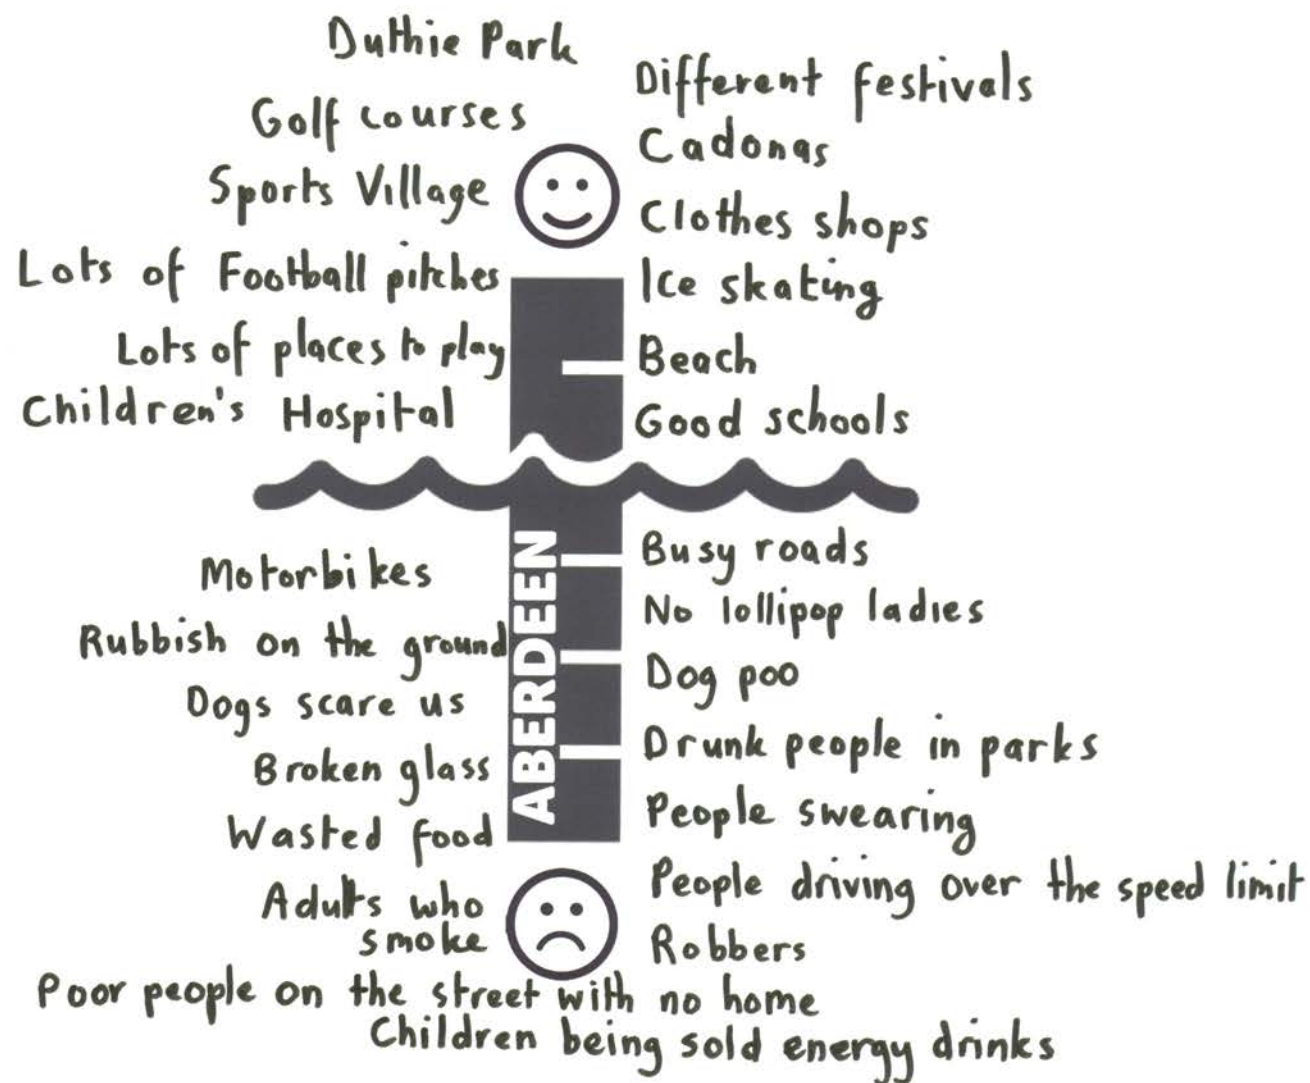 Duthie Park
Golf courses
Sports Village
Lots of Football pitches
Lots of places to play
Children's Hospital
Different festivals
Cadonas
Clothes shops
Ice skating
Beach
Good schools
ABERDEEN
Motorbikes
Rubbish on the ground
Dogs scare us
Broken glass
Wasted food
Adults who
smoke
Busy roads
No lollipop ladies
Dog poo
Drunk people in parks
People swearing
People driving over the speed limit
Robbers
Poor people on the street with no home
Children being sold energy drinks